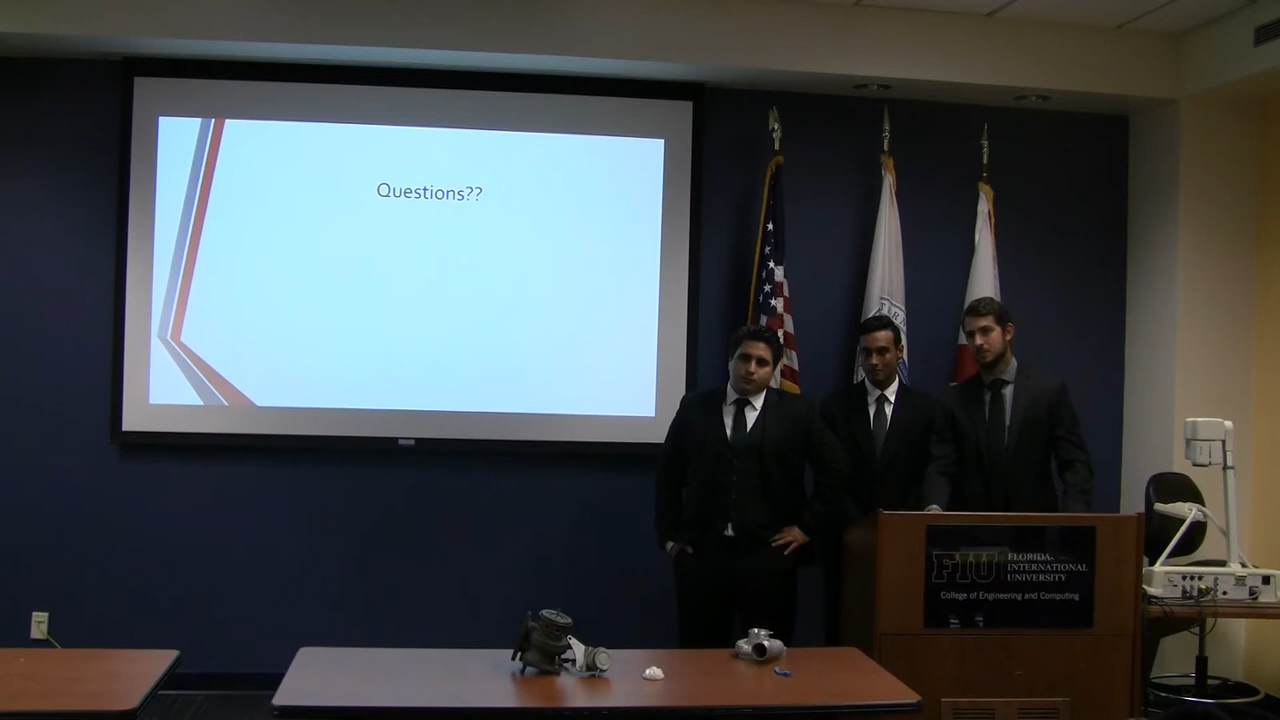 Questions??
FIU
FLORIDA
INTERNATIONAL
UNIVERSITY
College of Engineering and Computing